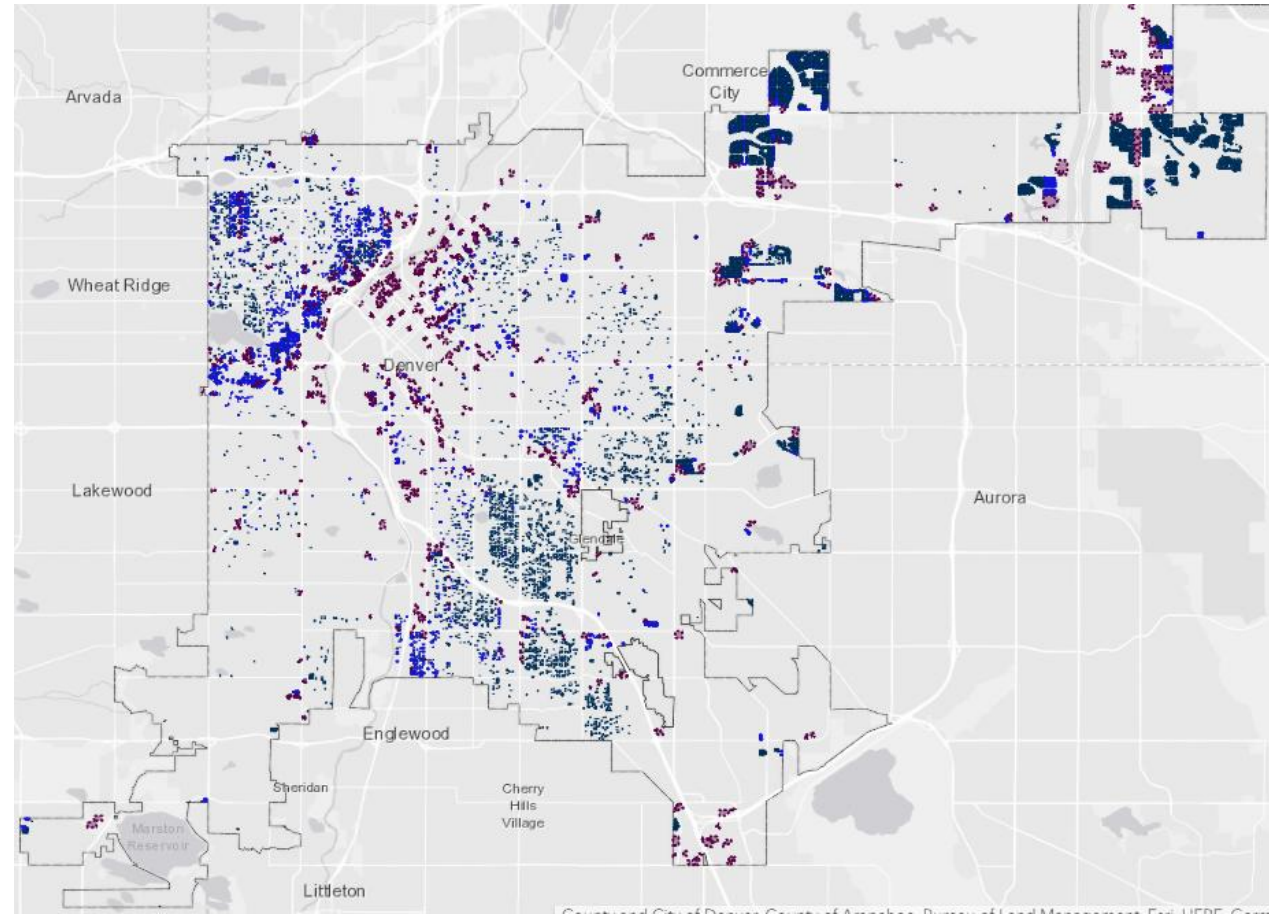 Commerce
City
Arvada
Wheat Ridge
Denver
Lakewood
Aurora
Glendale
Englewood
Sheridan
Cherry
Hills
Village
Marston
Reservoir
Littleton
County and City of Denver, County of Arapahoe, Bureau of Land Management, Esri, HERE,